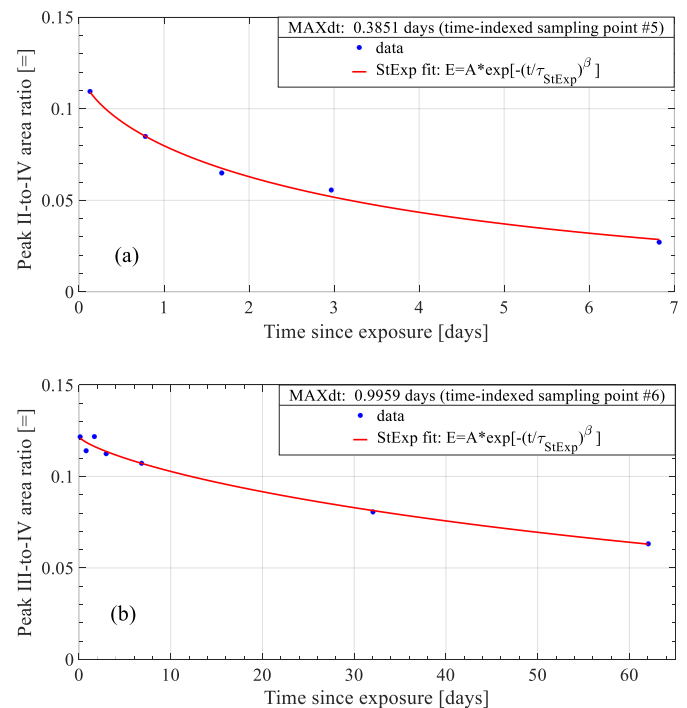 0.15
MAXdt: 0.3851 days (time-indexed sampling point #5)
data
StExp fit: E=A*exp[-(t/τ_StExp)^β ]
0.1
0.05
0
Peak II-to-IV area ratio [=]
(a)
0 1 2 3 4 5 6 7
Time since exposure [days]
0.15
MAXdt: 0.9959 days (time-indexed sampling point #6)
data
StExp fit: E=A*exp[-(t/τ_StExp)^β ]
0.1
0.05
0
Peak III-to-IV area ratio [=]
(b)
0 10 20 30 40 50 60
Time since exposure [days]